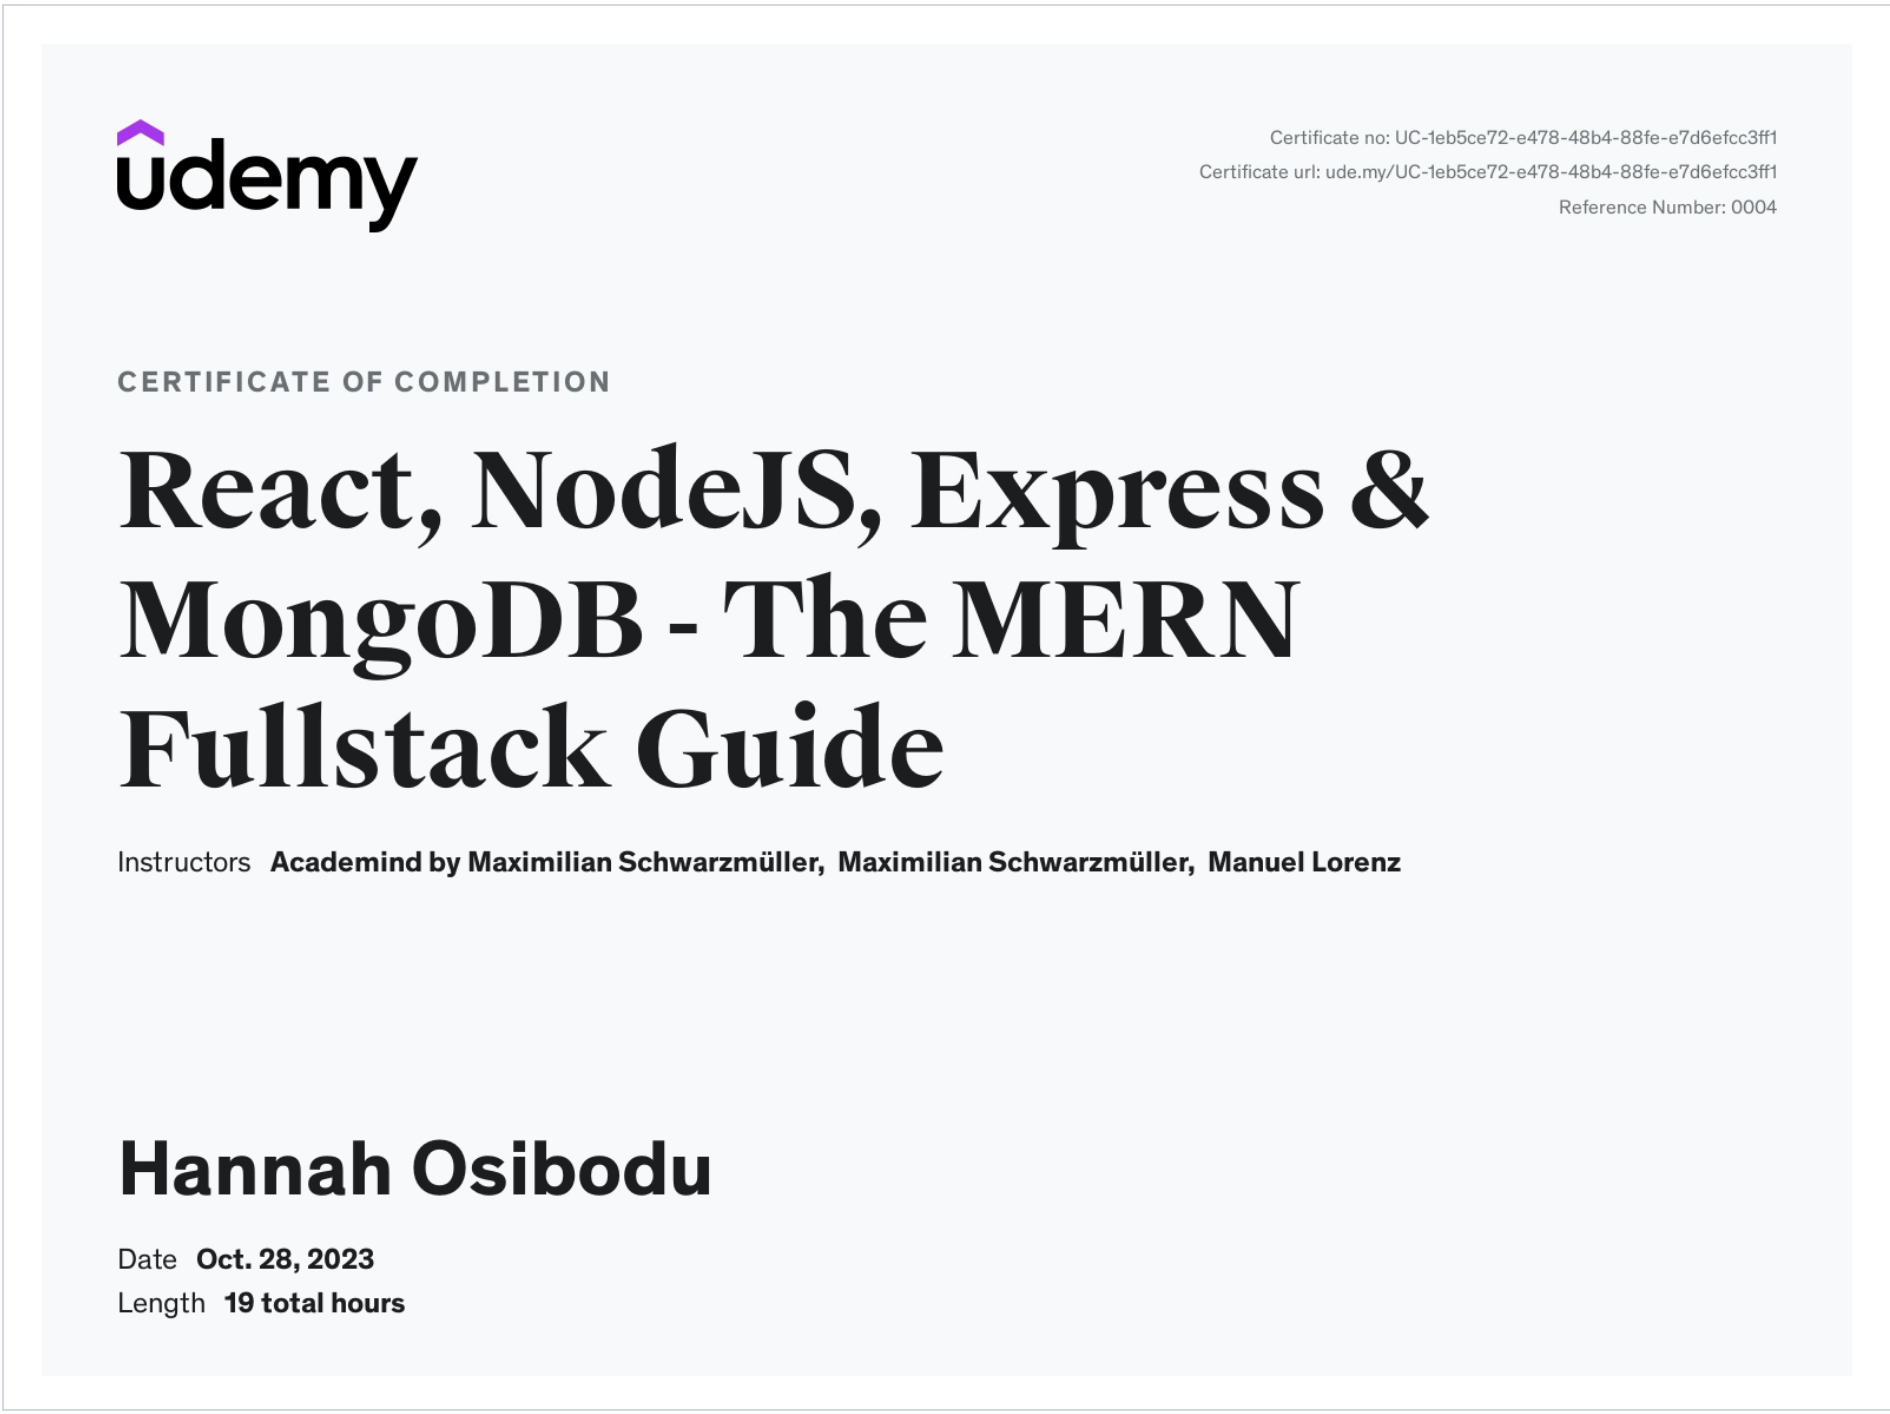 udemy
Certificate no: UC-1eb5ce72-e478-48b4-88fe-e7d6efcc3ff1
Certificate url: ude.my/UC-1eb5ce72-e478-48b4-88fe-e7d6efcc3ff1
Reference Number: 0004
CERTIFICATE OF COMPLETION
React, NodeJS, Express &
MongoDB - The MERN
Fullstack Guide
Instructors Academind by Maximilian Schwarzmüller, Maximilian Schwarzmüller, Manuel Lorenz
Hannah Osibodu
Date Oct. 28, 2023
Length 19 total hours